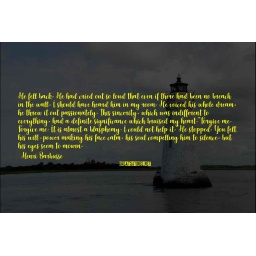 He fell back. He had cried out so loud that even if there had been no breach
in the wall, I should have heard him in my room. He voiced his whole dream,
he threw it out passionately. This sincerity, which was indifferent to
everything, had a definite significance which bruised my heart."Forgive me.
Forgive me. It is almost a blasphemy. I could not help it." He stopped. You felt
his will-power making his face calm, his soul compelling him to silence, but
his eyes seem to mourn.
Henri Barbusse